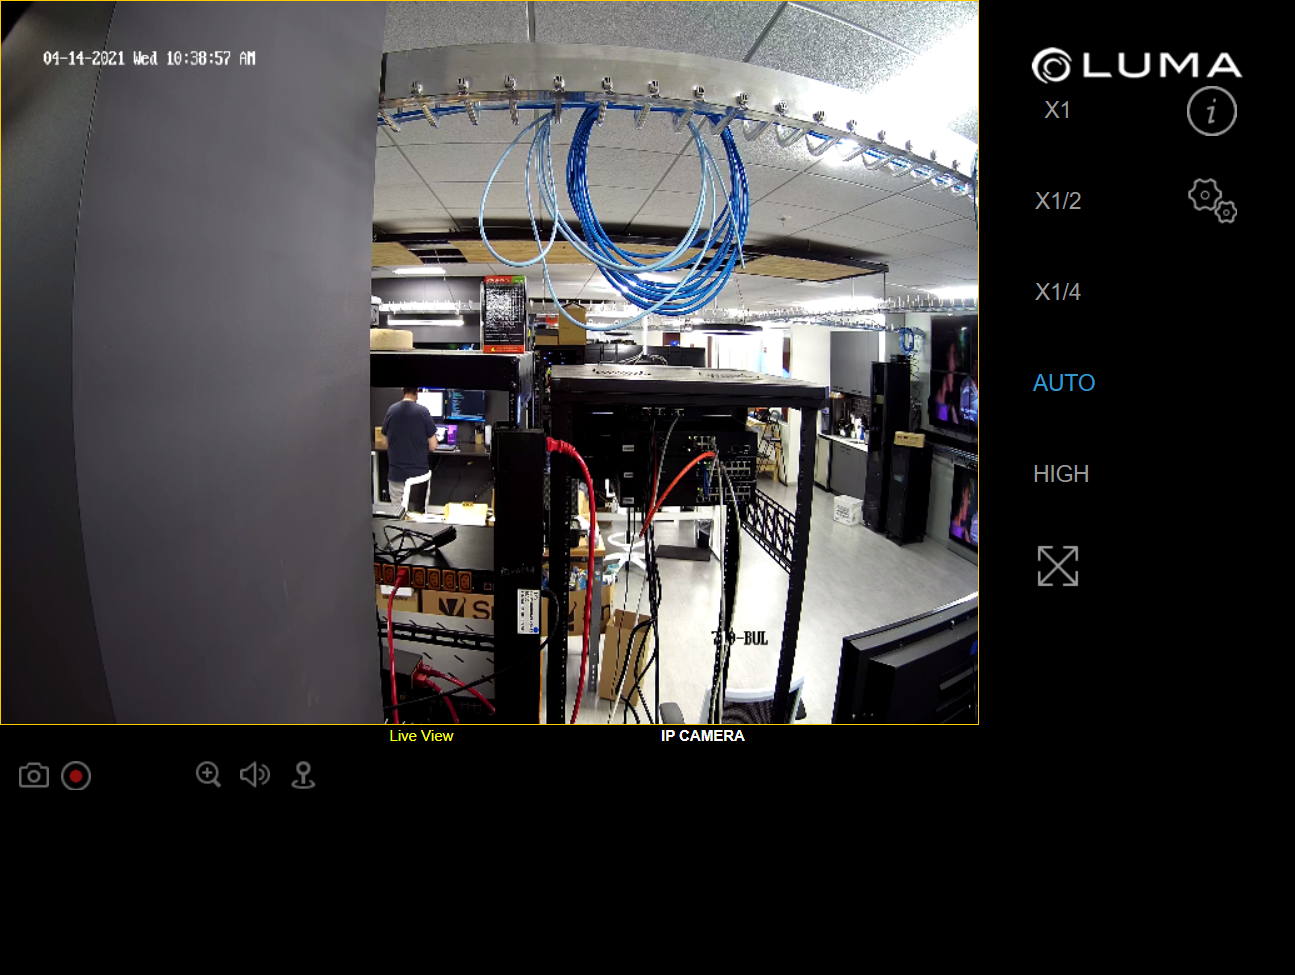 04-14-2021 Wed 10:38:57 AM
LUMA
X1
X1/2
X1/4
AUTO
HIGH
-BUL
Live View
IP CAMERA